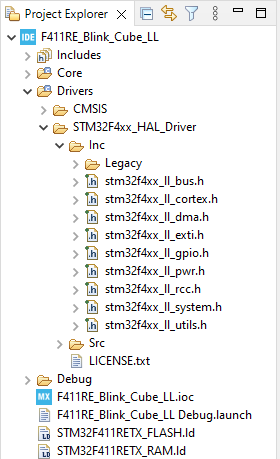 Project Explorer
IDE F411RE_Blink_Cube_LL
Includes
Core
Drivers
CMSIS
STM32F4xx_HAL_Driver
Inc
Legacy
.h stm32f4xx_ll_bus.h
.h stm32f4xx_ll_cortex.h
.h stm32f4xx_ll_dma.h
.h stm32f4xx_ll_exti.h
.h stm32f4xx_ll_gpio.h
.h stm32f4xx_ll_pwr.h
.h stm32f4xx_ll_rcc.h
.h stm32f4xx_ll_system.h
.h stm32f4xx_ll_utils.h
Src
LICENSE.txt
Debug
MX F411RE_Blink_Cube_LL.ioc
F411RE_Blink_Cube_LL Debug.launch
STM32F411RETX_FLASH.ld
STM32F411RETX_RAM.ld